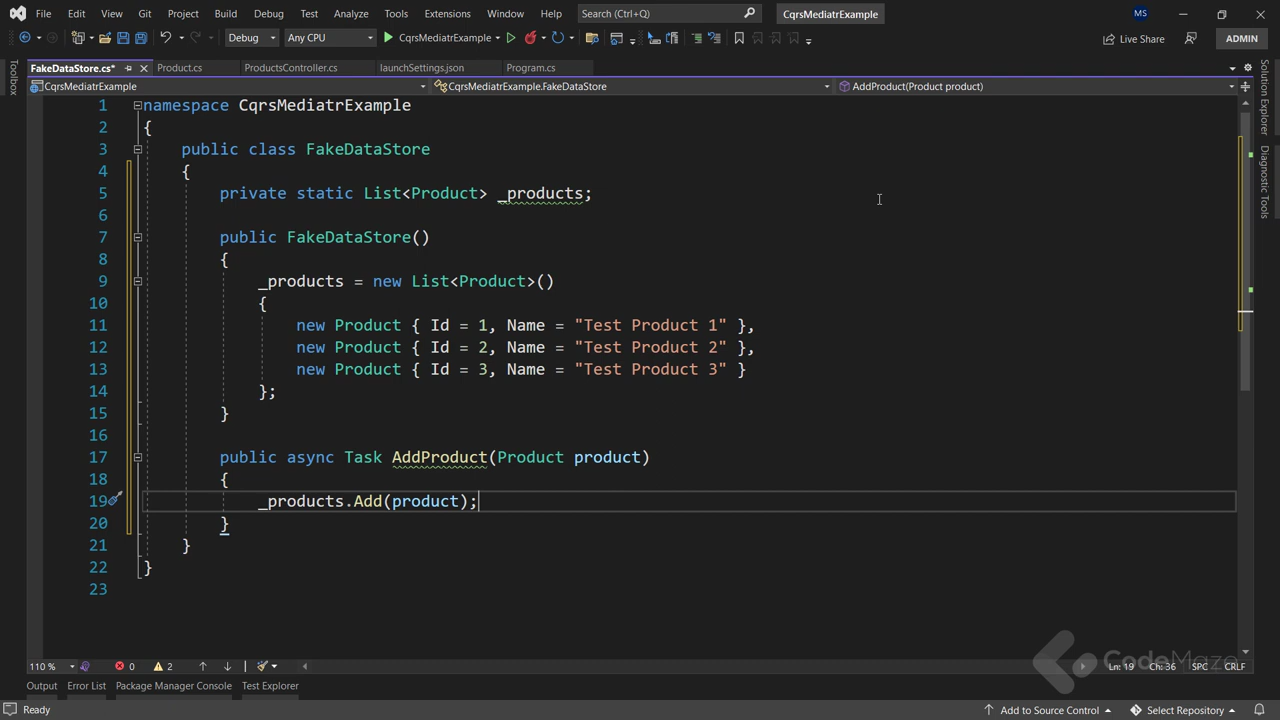 File Edit View Git Project Build Debug Test Analyze Tools Extensions Window Help Search (Ctrl+Q) CqrsMediatrExample MS
Debug Any CPU CqrsMediatrExample Live Share ADMIN
Toolbox
FakeDataStore.cs* Product.cs ProductsController.cs launchSettings.json Program.cs
CqrsMediatrExample CqrsMediatrExample.FakeDataStore AddProduct(Product product)
Solution Explorer
Diagnostic Tools
1 namespace CqrsMediatrExample
2 {
3 public class FakeDataStore
4 {
5 private static List<Product> _products;
6
7 public FakeDataStore()
8 {
9 _products = new List<Product>()
10 {
11 new Product { Id = 1, Name = "Test Product 1" },
12 new Product { Id = 2, Name = "Test Product 2" },
13 new Product { Id = 3, Name = "Test Product 3" }
14 };
15 }
16
17 public async Task AddProduct(Product product)
18 {
19 _products.Add(product);
20 }
21 }
22 }
23
110 % 0 2 Ln: 19 Ch: 36 SPC CRLF
CodeMaze
Output Error List Package Manager Console Test Explorer
Ready Add to Source Control Select Repository